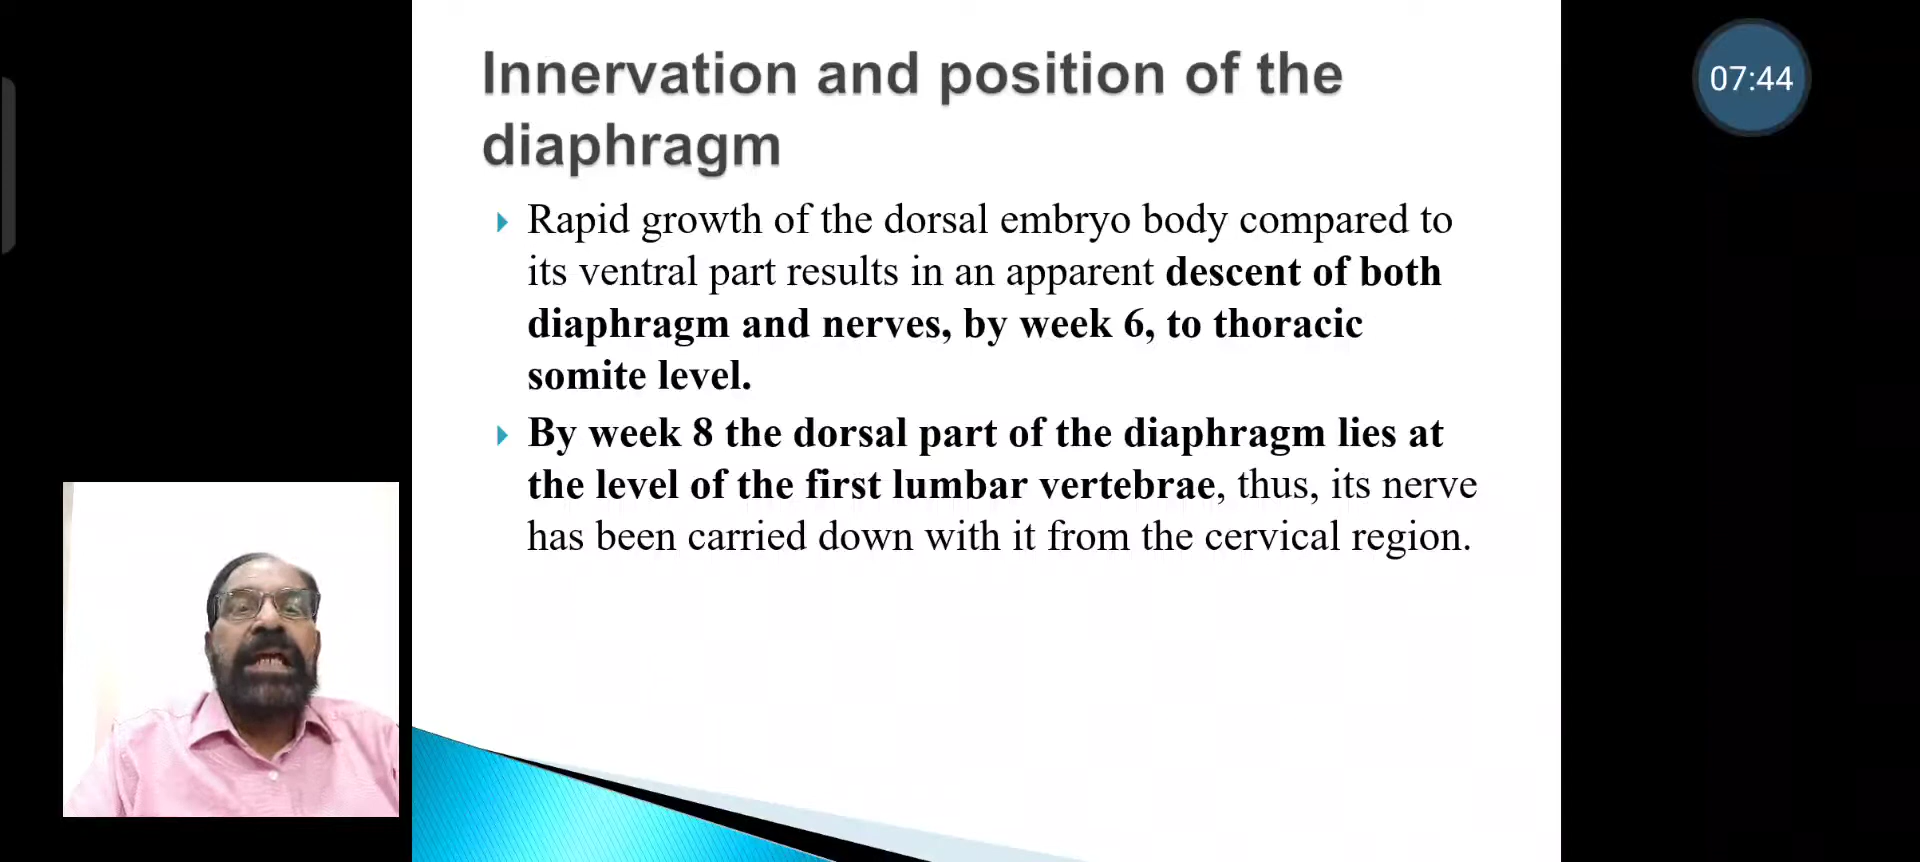 Innervation and position of the
diaphragm
07:44
Rapid growth of the dorsal embryo body compared to
its ventral part results in an apparent descent of both
diaphragm and nerves, by week 6, to thoracic
somite level.
By week 8 the dorsal part of the diaphragm lies at
the level of the first lumbar vertebrae, thus, its nerve
has been carried down with it from the cervical region.